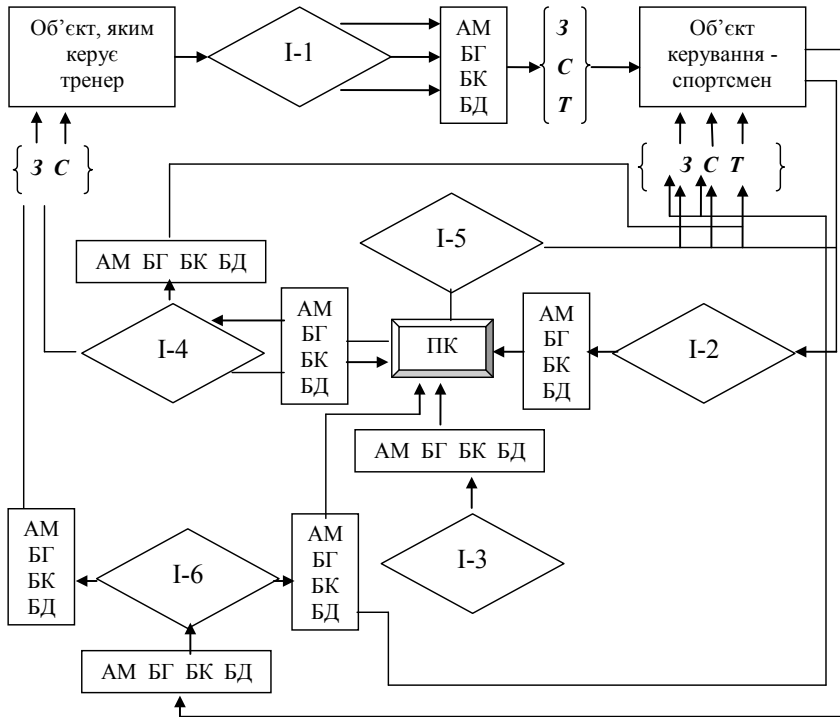 Об’єкт, яким
керує
тренер
І-1
АМ
БГ
БК
БД
З
С
Т
Об’єкт
керування -
спортсмен
З С
З С Т
І-5
АМ БГ БК БД
І-4
АМ
БГ
БК
БД
ПК
АМ
БГ
БК
БД
І-2
АМ БГ БК БД
І-3
АМ
БГ
БК
БД
І-6
АМ
БГ
БК
БД
АМ БГ БК БД